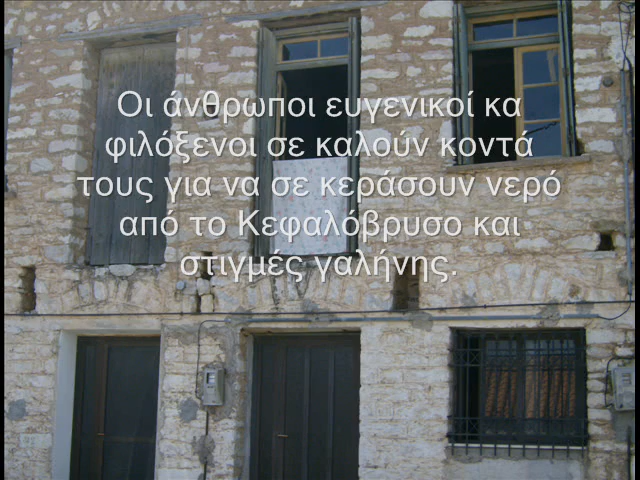 Οι άνθρωποι ευγενικοί κα
φιλόξενοι σε καλούν κοντά
τους για να σε κεράσουν νερό
από το Κεφαλόβρυσο και
στιγμές γαλήνης.